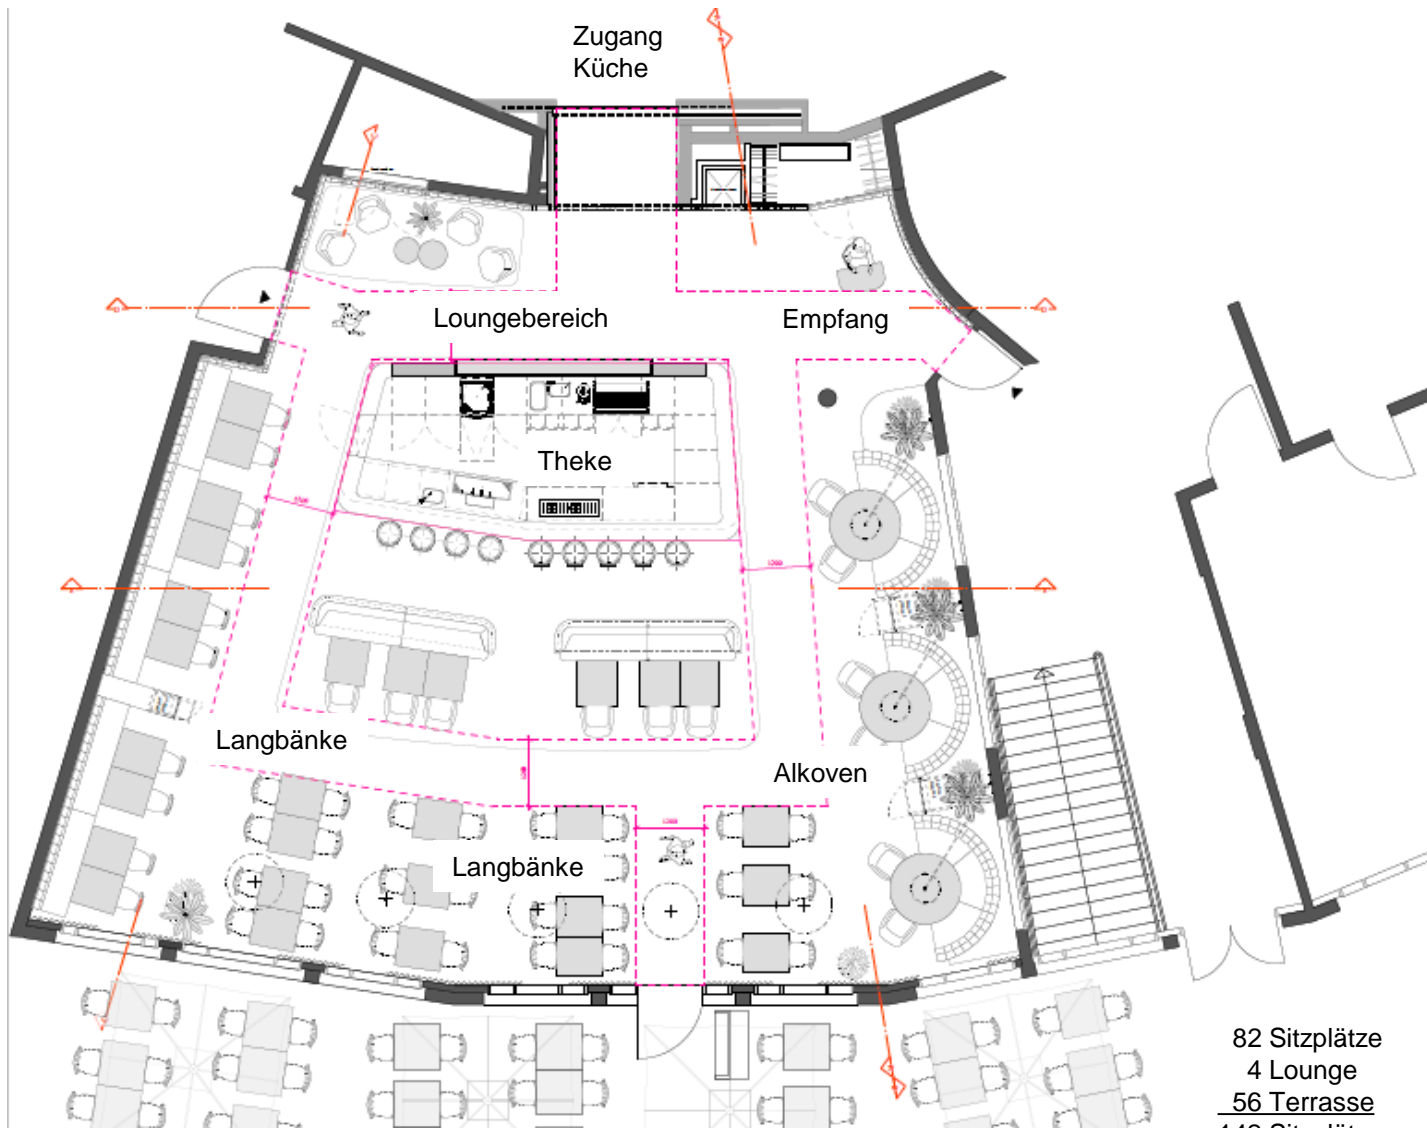 Zugang
Küche
Loungebereich
Empfang
Theke
Langbänke
Alkoven
Langbänke
82 Sitzplätze
4 Lounge
56 Terrasse